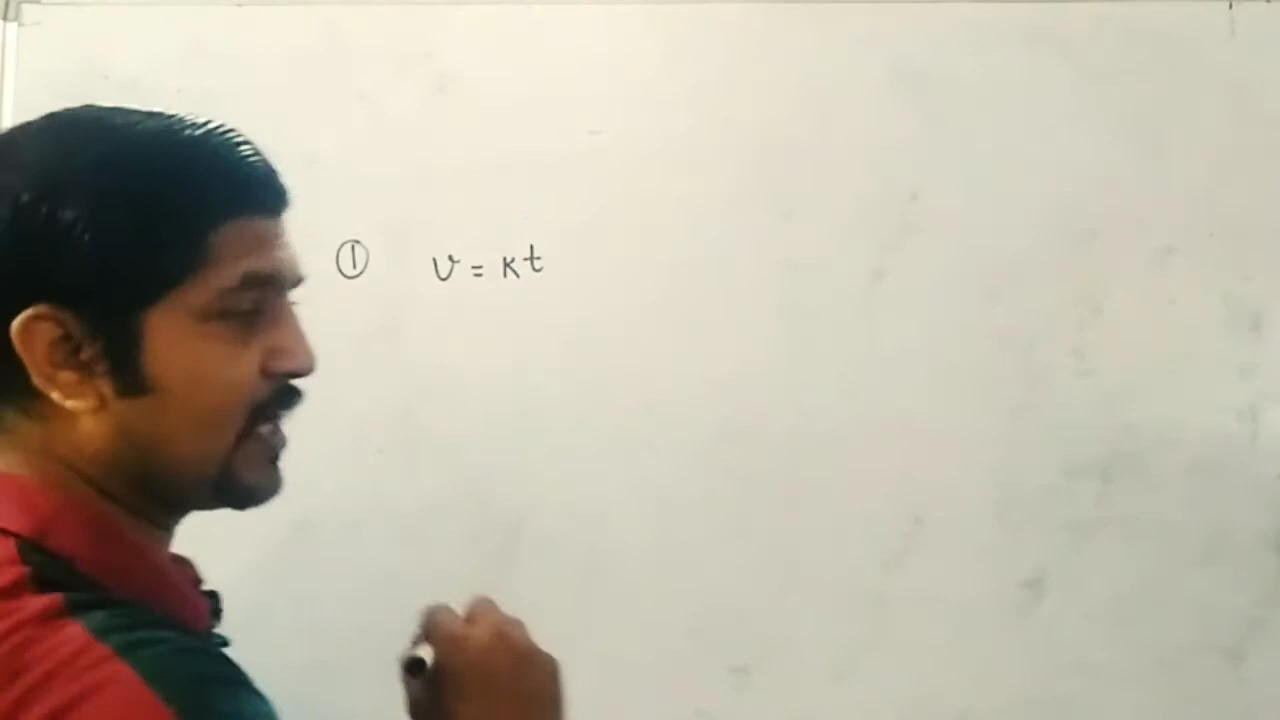 ① v = kt